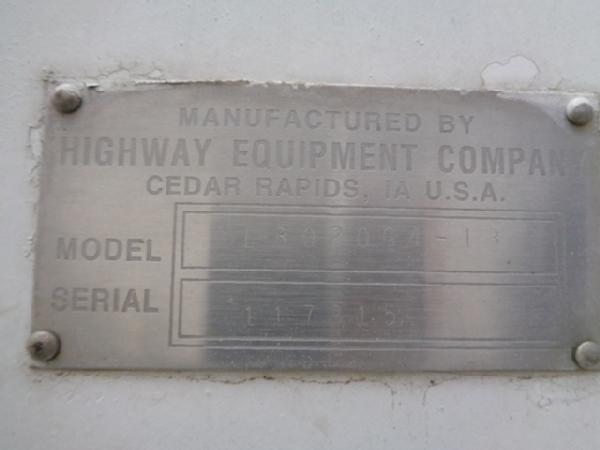 MANUFACTURED BY
HIGHWAY EQUIPMENT COMPANY
CEDAR RAPIDS, IA U.S.A.
MODEL
SERIAL